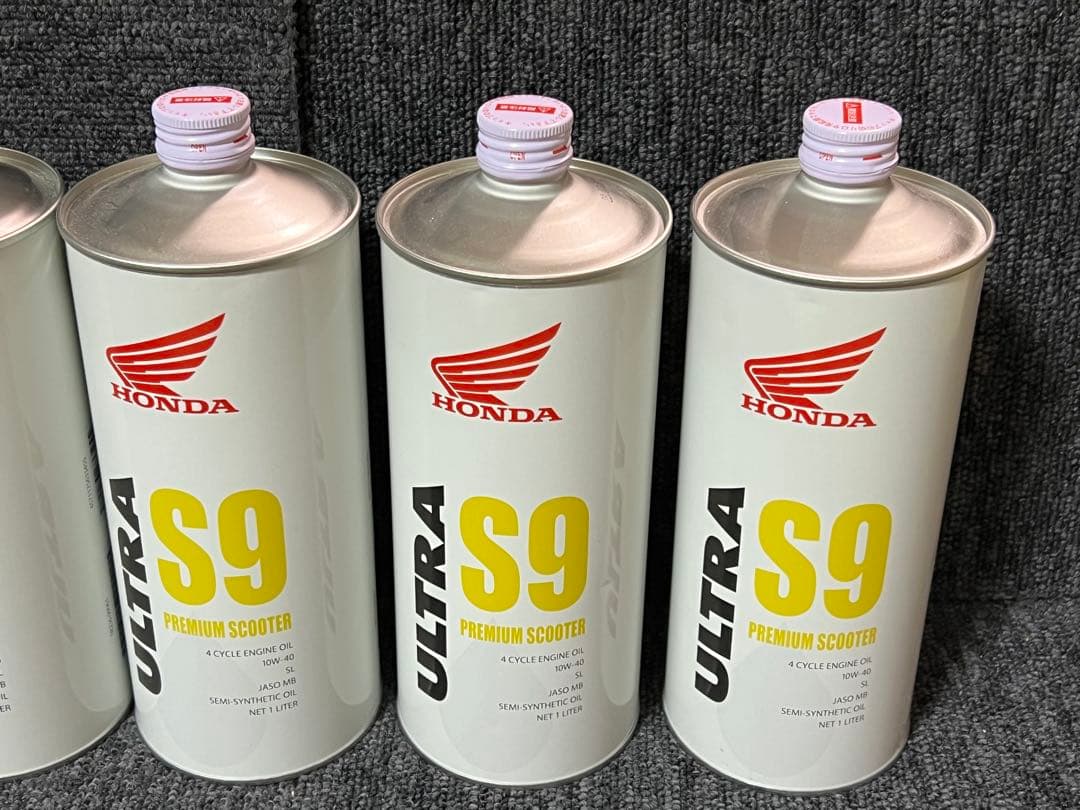 HONDA
ULTRA
S9
PREMIUM SCOOTER
4 CYCLE ENGINE OIL
10W-40
SL
JASO MB
SEMI-SYNTHETIC OIL
NET 1 LITER
OPEN
HONDA
ULTRA
S9
PREMIUM SCOOTER
4 CYCLE ENGINE OIL
10W-40
SL
JASO MB
SEMI-SYNTHETIC OIL
NET 1 LITER
OPEN
HONDA
ULTRA
S9
PREMIUM SCOOTER
4 CYCLE ENGINE OIL
10W-40
SL
JASO MB
SEMI-SYNTHETIC OIL
NET 1 LITER